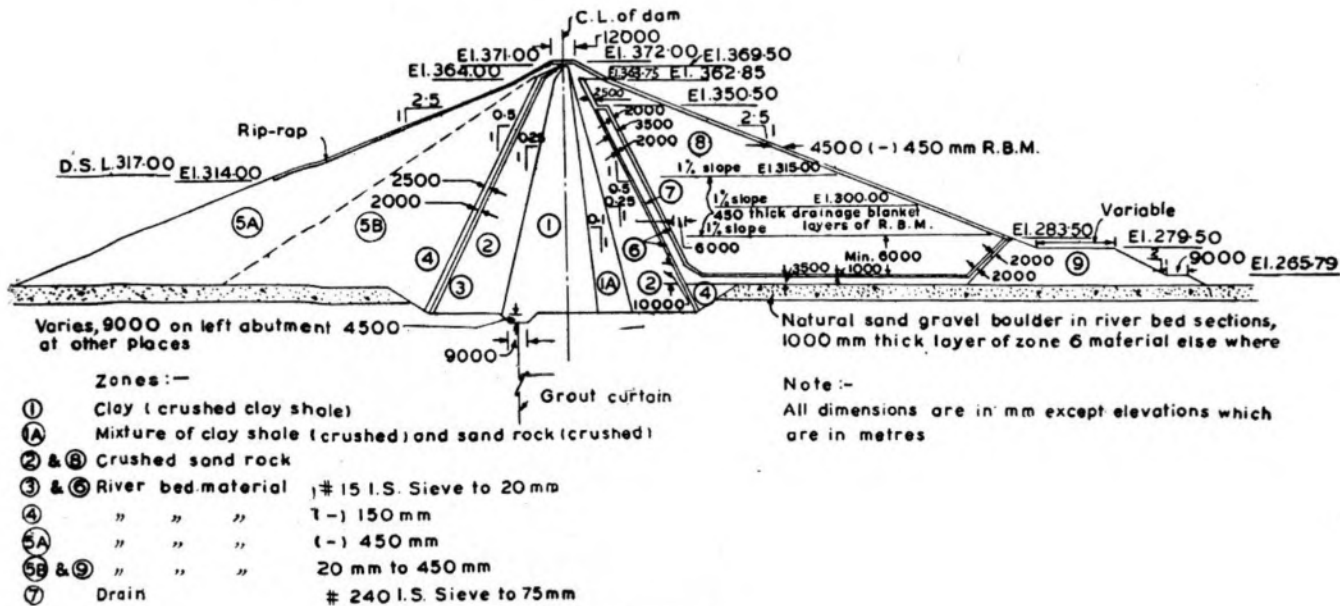 C.L. of dam
12000
El.371·00
El.372·00
El.369·50
El.364·00
El.363·75
El. 362·85
El.350·50
2500
2·5
1
0·5
1
0·25
1
2000
3500
2000
2·5
1
Rip-rap
⑧
4500 (-) 450 mm R.B.M.
D.S.L.317·00
El.314·00
1% slope
El.315·00
2500
2000
⑦
0·5
1
0·25
1
1% slope
El.300·00
450 thick drainage blanket
layers of R.B.M.
1% slope
Variable
5A
5B
②
①
0·1
1
⑥
1
6000
El.283·50
El.279·50
Min. 6000
2000
2000
⑨
2
1
9000
El.265·79
④
③
1A
②
10000
④
3500
1000
Varies, 9000 on left abutment 4500
at other places
9000
Grout curtain
Natural sand gravel boulder in river bed sections,
1000 mm thick layer of zone 6 material else where
Zones:—
① Clay (crushed clay shale)
1A Mixture of clay shale (crushed) and sand rock (crushed)
② & ⑧ Crushed sand rock
③ & ⑥ River bed material , # 15 I.S. Sieve to 20 mm
④ " " " (-) 150 mm
5A " " " (-) 450 mm
5B & ⑨ " " " 20 mm to 450 mm
⑦ Drain # 240 I.S. Sieve to 75mm
Note :-
All dimensions are in mm except elevations which
are in metres